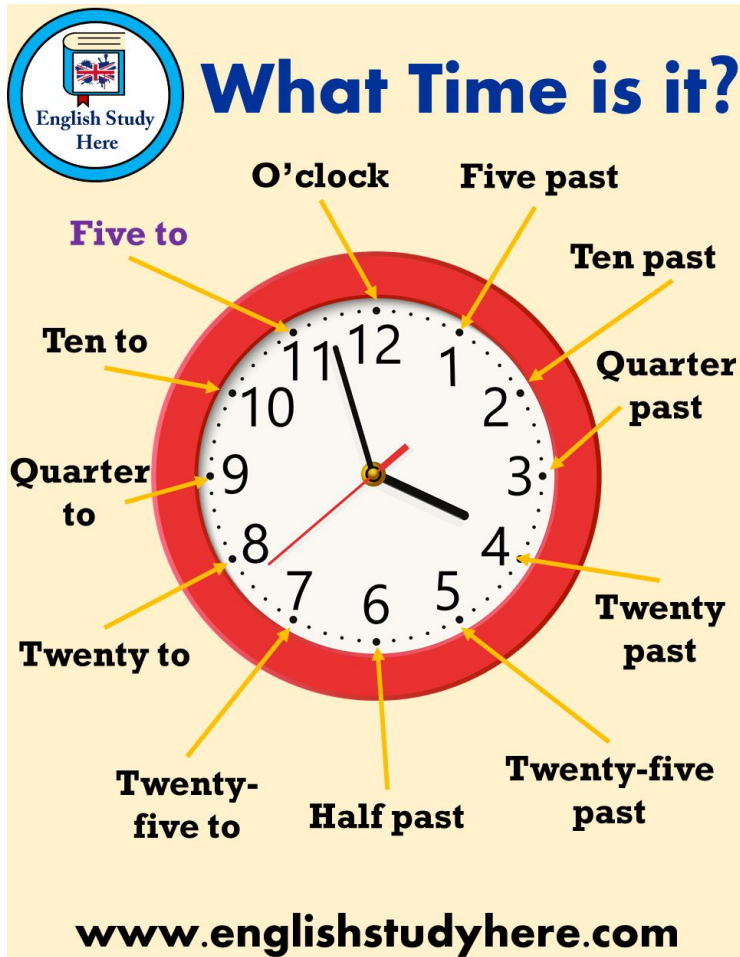 English Study
Here
What Time is it?
O’clock
Five past
Five to
Ten past
Ten to
Quarter
past
Quarter
to
Twenty
past
Twenty to
Twenty-five
past
Twenty-
five to
Half past
12
1
2
3
4
5
6
7
8
9
10
11
www.englishstudyhere.com